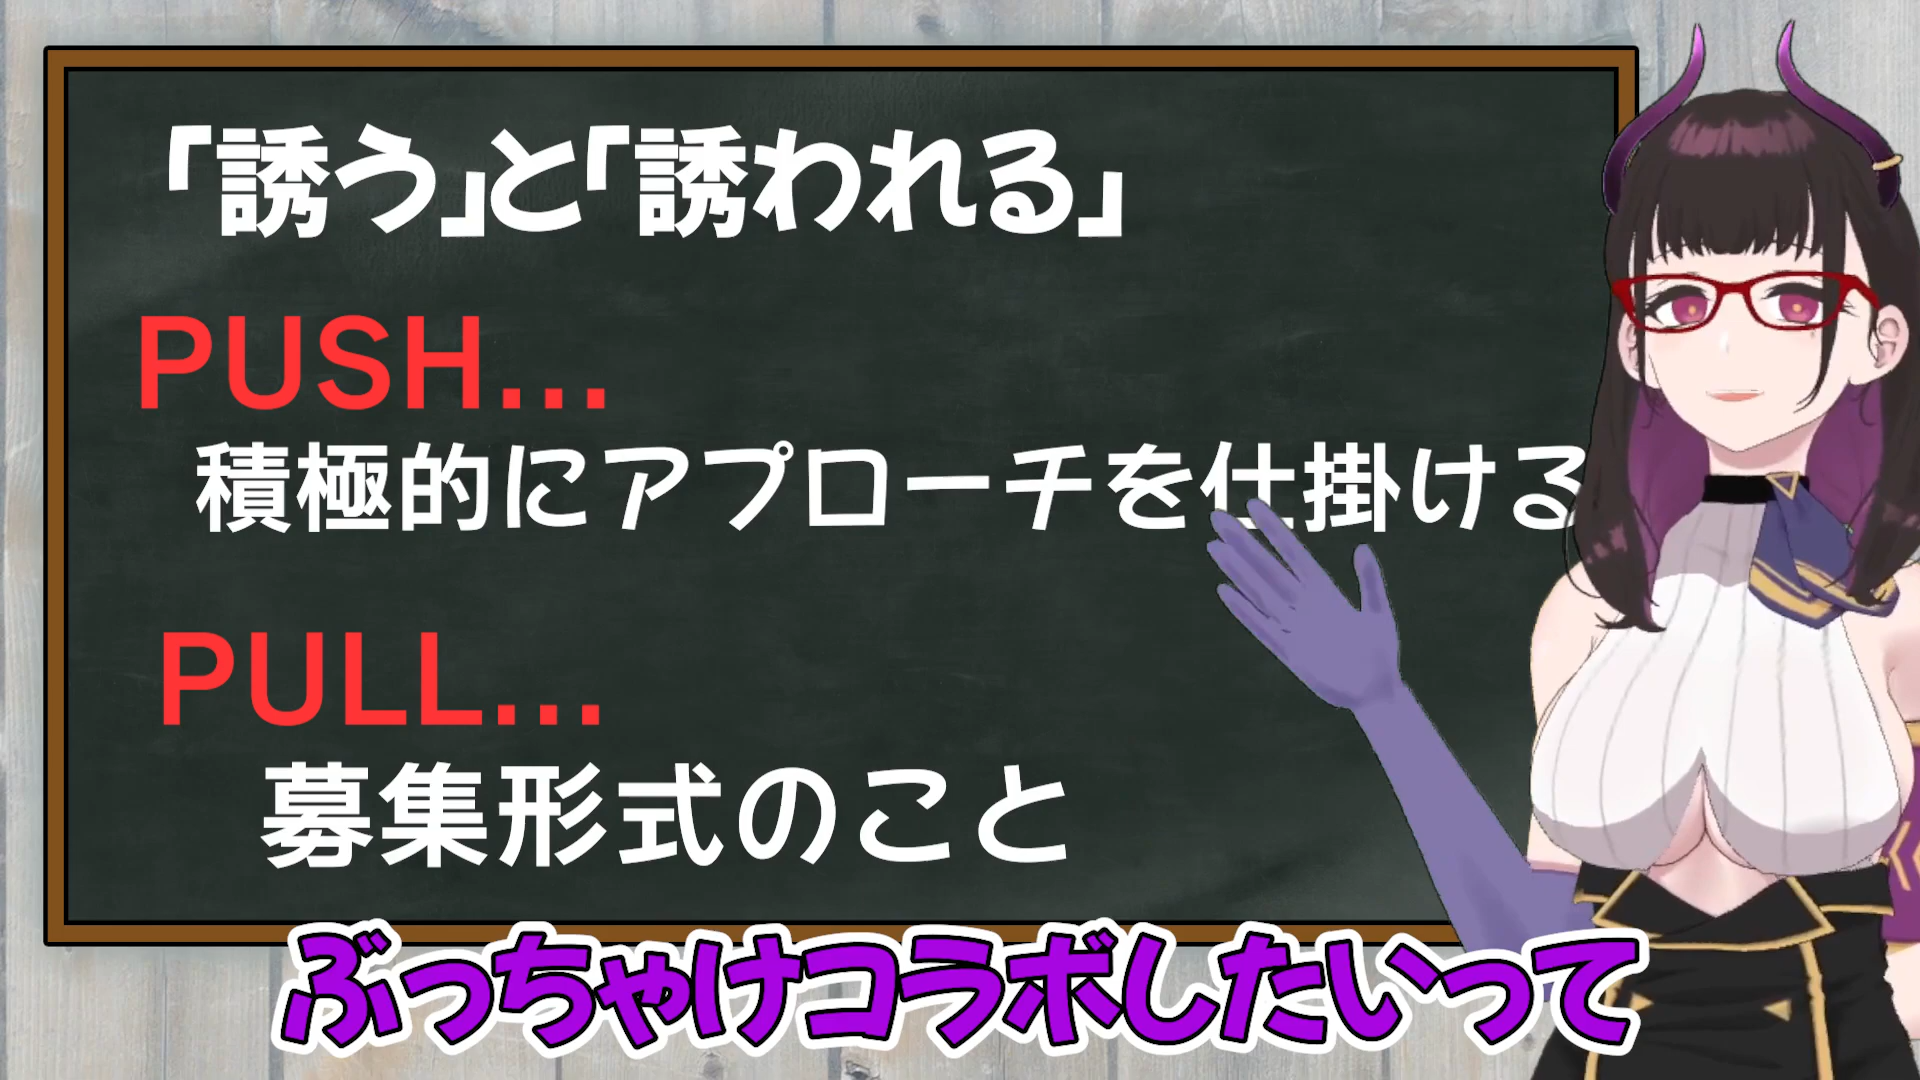 「誘う」と「誘われる」
PUSH...
積極的にアプローチを仕掛ける
PULL...
募集形式のこと
ぶっちゃけコラボしたいって